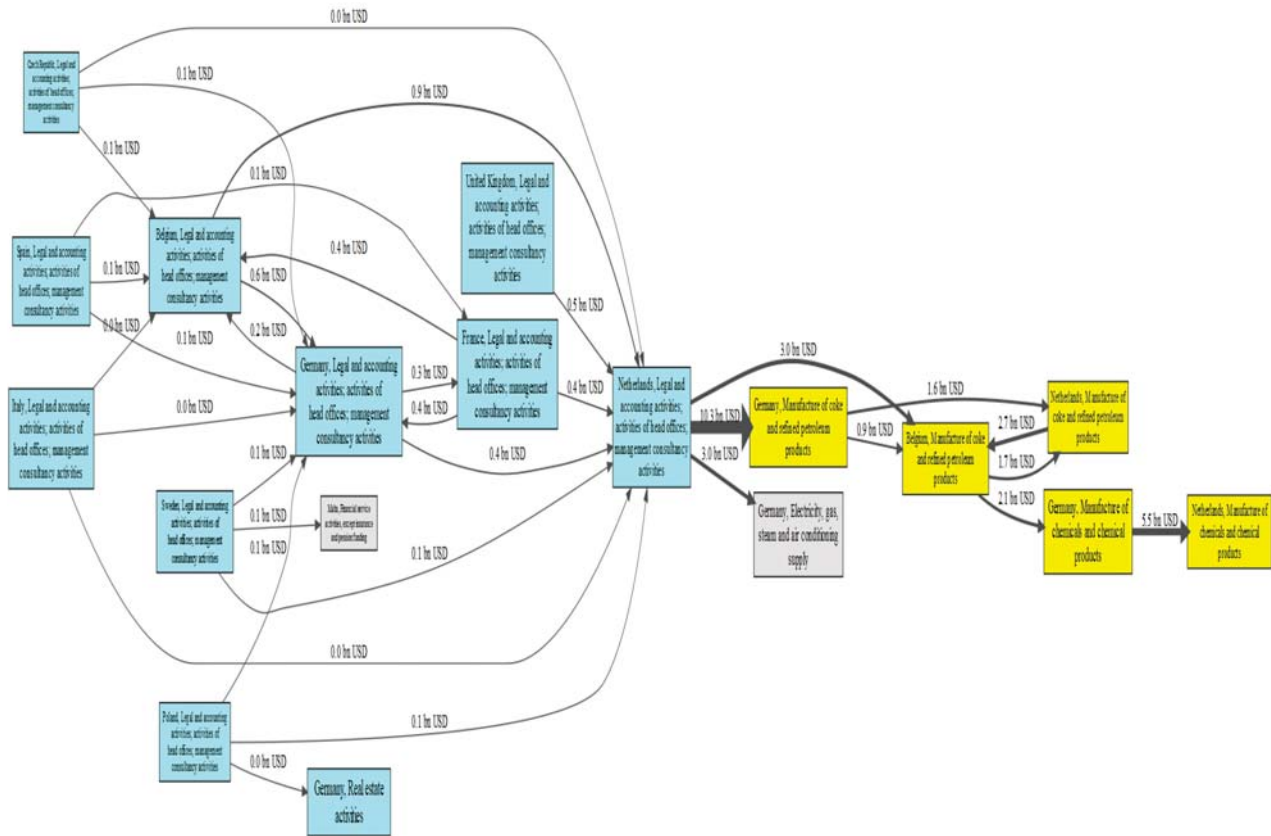 0.0 bn USD
Czech Republic, Legal and
accounting activities;
activities of head offices;
management consultancy
activities
0.1 bn USD
0.9 bn USD
0.1 bn USD
0.1 bn USD
United Kingdom, Legal and
accounting activities;
activities of head offices;
management consultancy
activities
Spain, Legal and accounting
activities; activities of
head offices; management
consultancy activities
0.1 bn USD
Belgium, Legal and accounting
activities; activities of
head offices; management
consultancy activities
0.4 bn USD
0.6 bn USD
0.5 bn USD
0.0 bn USD
0.1 bn USD
0.2 bn USD
Germany, Legal and accounting
activities; activities of
head offices; management
consultancy activities
0.3 bn USD
0.4 bn USD
France, Legal and accounting
activities; activities of
head offices; management
consultancy activities
0.4 bn USD
Italy, Legal and accounting
activities; activities of
head offices; management
consultancy activities
0.0 bn USD
0.4 bn USD
Netherlands, Legal and
accounting activities;
activities of head offices;
management consultancy
activities
3.0 bn USD
10.3 bn USD
3.0 bn USD
Germany, Manufacture of coke
and refined petroleum
products
1.6 bn USD
0.9 bn USD
Belgium, Manufacture of coke
and refined petroleum
products
Netherlands, Manufacture of
coke and refined petroleum
products
2.7 bn USD
1.7 bn USD
2.1 bn USD
Germany, Electricity, gas,
steam and air conditioning
supply
Germany, Manufacture of
chemicals and chemical
products
5.5 bn USD
Netherlands, Manufacture of
chemicals and chemical
products
0.1 bn USD
Sweden, Legal and accounting
activities; activities of
head offices; management
consultancy activities
0.1 bn USD
0.1 bn USD
Malta, Financial service
activities, except insurance
and pension funding
0.1 bn USD
0.0 bn USD
Poland, Legal and accounting
activities; activities of
head offices; management
consultancy activities
0.1 bn USD
0.0 bn USD
Germany, Real estate
activities